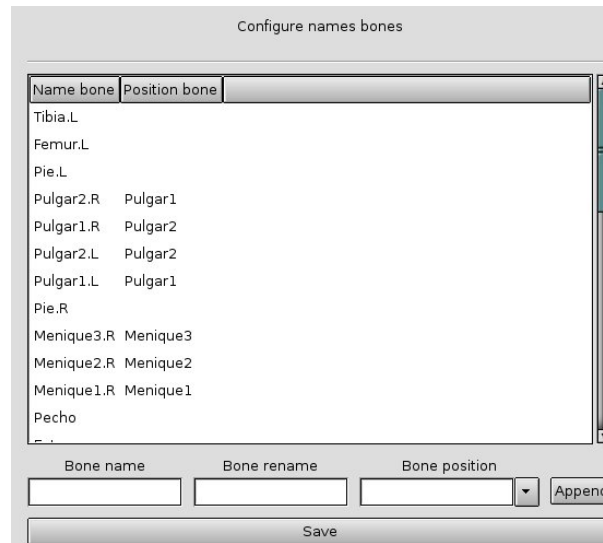 Configure names bones
Name bone Position bone
Tibia.L
Femur.L
Pie.L
Pulgar2.R Pulgar1
Pulgar1.R Pulgar2
Pulgar2.L Pulgar2
Pulgar1.L Pulgar1
Pie.R
Menique3.R Menique3
Menique2.R Menique2
Menique1.R Menique1
Pecho
Bone name Bone rename Bone position
Append
Save